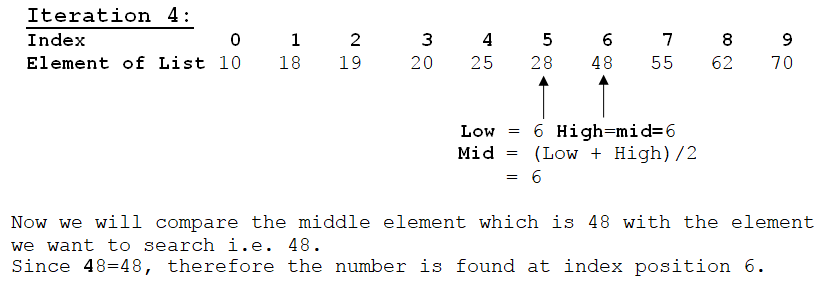 Iteration 4:
Index 0 1 2 3 4 5 6 7 8 9
Element of List 10 18 19 20 25 28 48 55 62 70
Low = 6 High=mid=6
Mid = (Low + High)/2
= 6
Now we will compare the middle element which is 48 with the element
we want to search i.e. 48.
Since 48=48, therefore the number is found at index position 6.